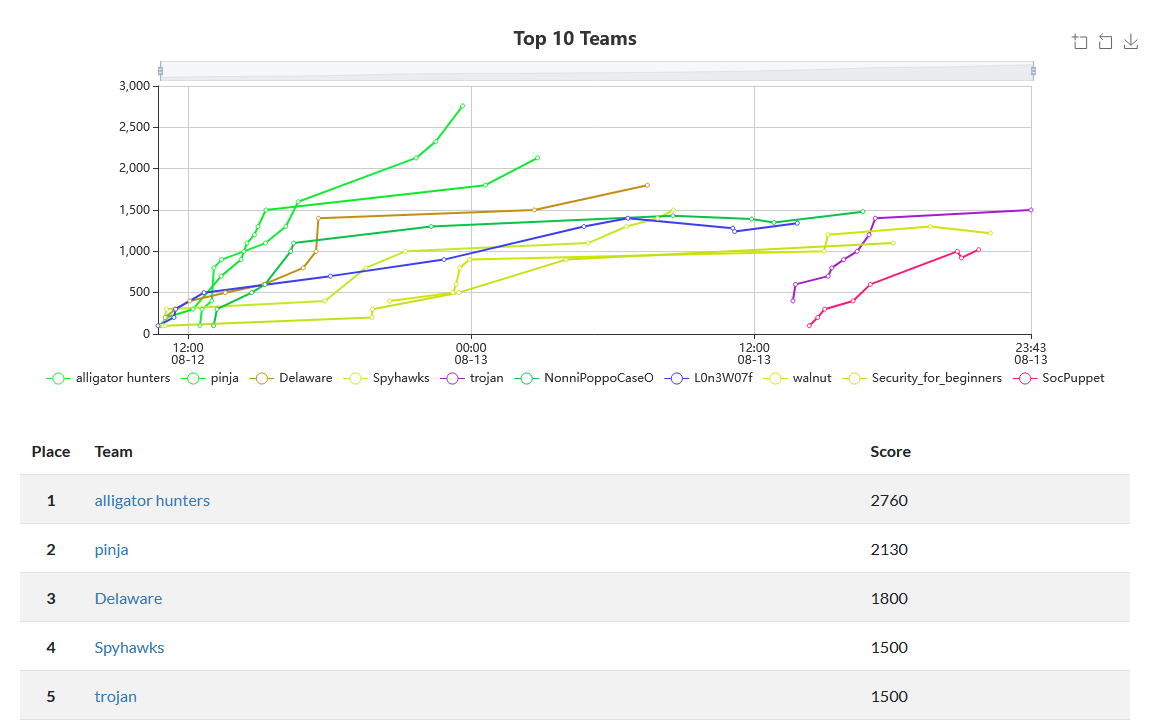 Top 10 Teams
3,000
2,500
2,000
1,500
1,000
500
0
12:00 00:00 12:00 23:43
08-12 08-13 08-13 08-13
alligator hunters pinja Delaware Spyhawks trojan NonniPoppoCaseO L0n3W07f walnut Security_for_beginners SocPuppet
Place Team Score
1 alligator hunters 2760
2 pinja 2130
3 Delaware 1800
4 Spyhawks 1500
5 trojan 1500